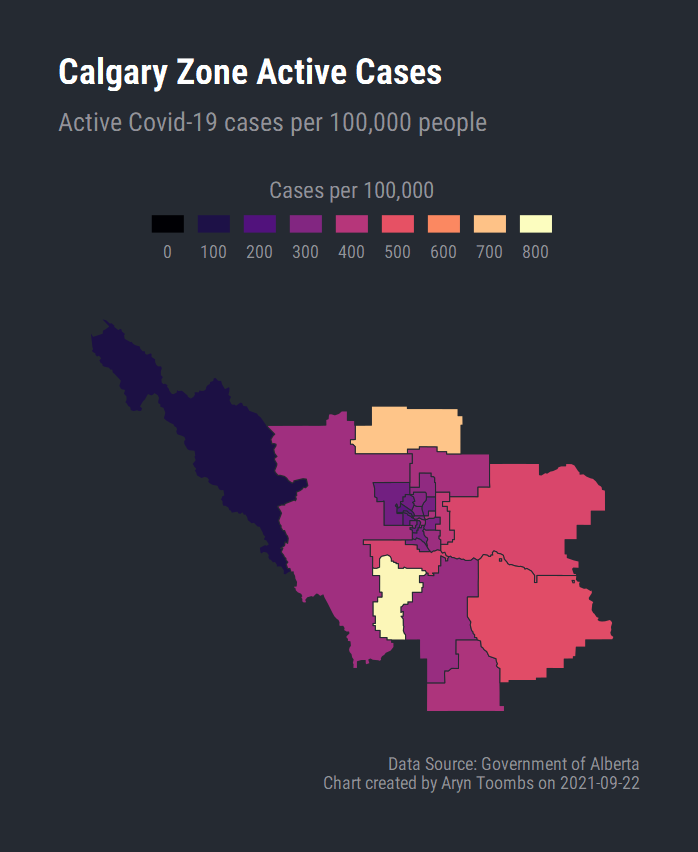 Calgary Zone Active Cases
Active Covid-19 cases per 100,000 people
Cases per 100,000
0 100 200 300 400 500 600 700 800
Data Source: Government of Alberta
Chart created by Aryn Toombs on 2021-09-22